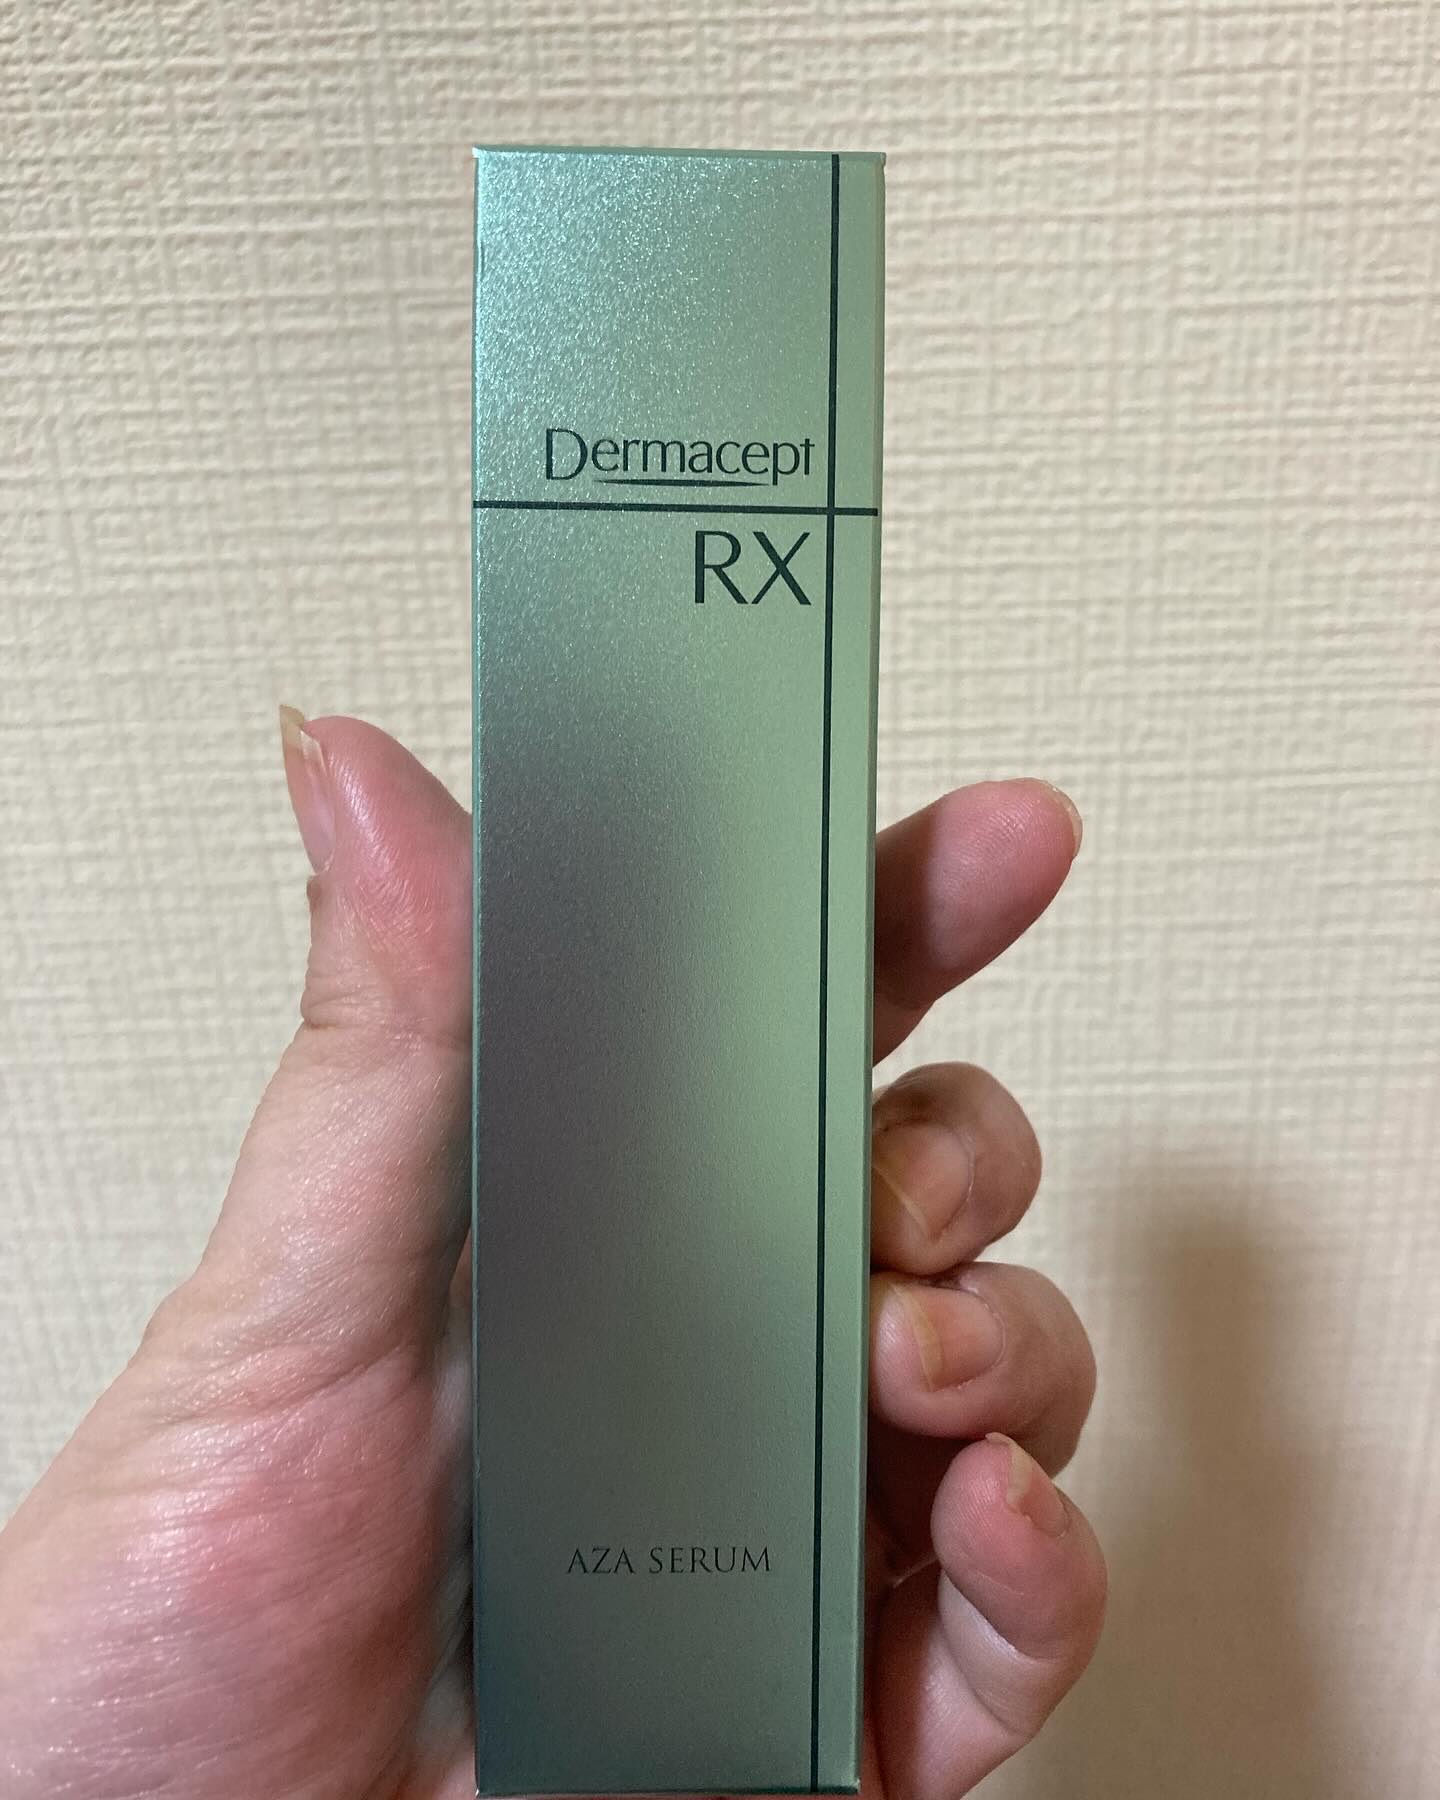 Dermacept
RX
AZA SERUM